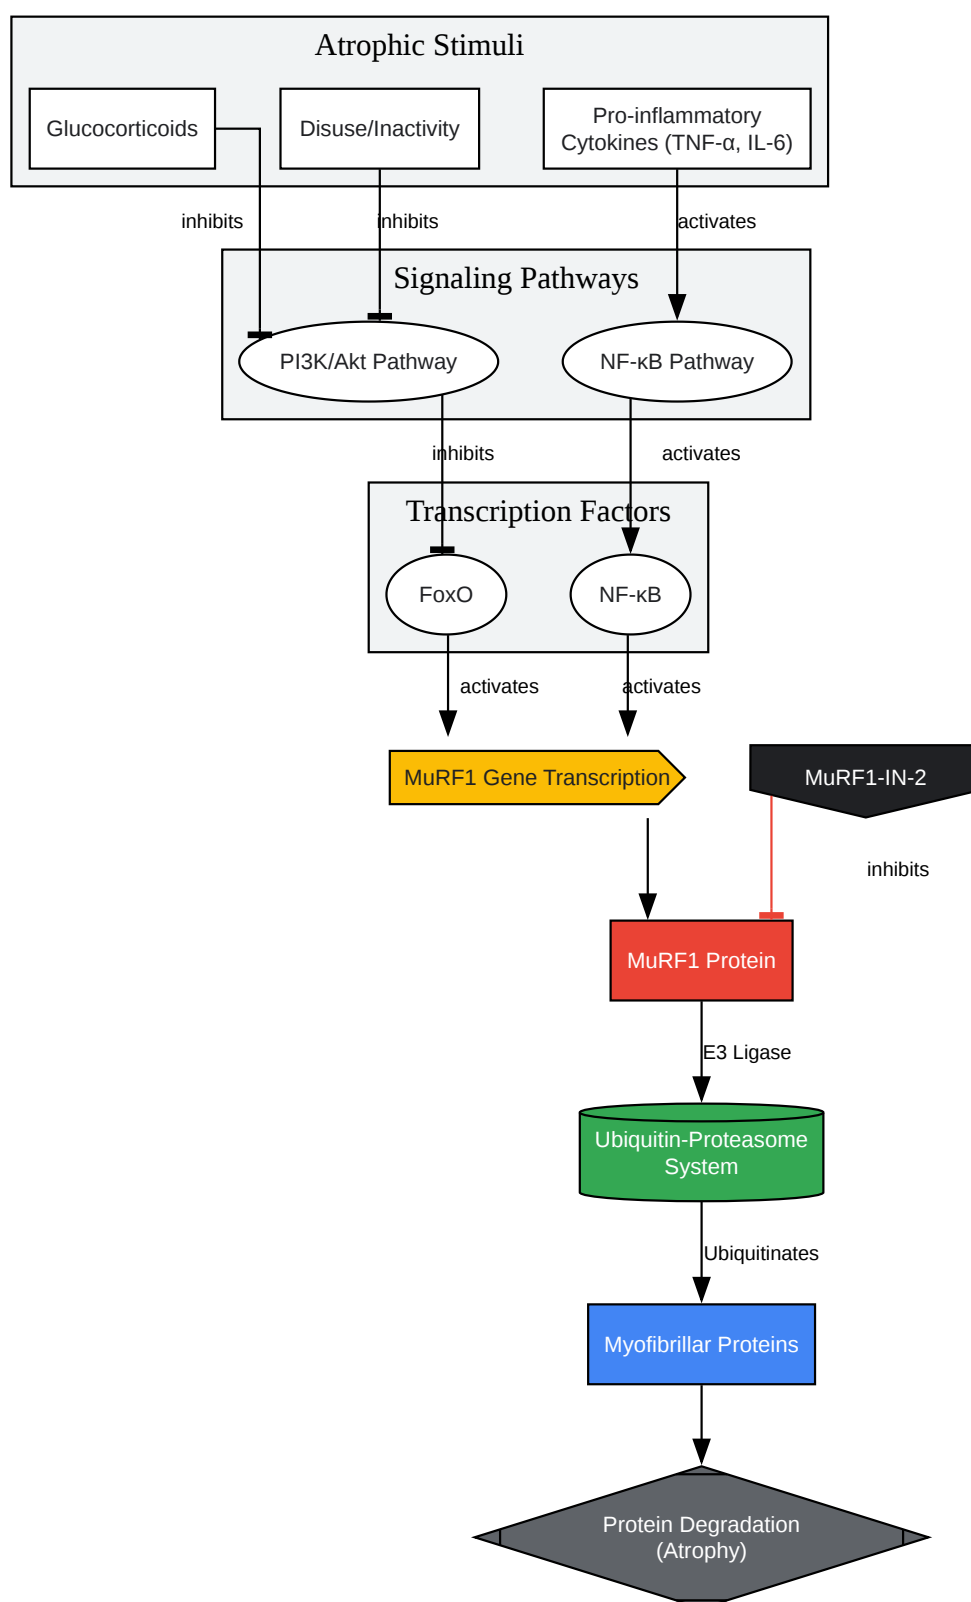 Atrophic Stimuli
Glucocorticoids
Disuse/Inactivity
Pro-inflammatory
Cytokines (TNF-α, IL-6)
inhibits
inhibits
activates
Signaling Pathways
PI3K/Akt Pathway
NF-κB Pathway
inhibits
activates
Transcription Factors
FoxO
NF-κB
activates
activates
MuRF1 Gene Transcription
MuRF1-IN-2
inhibits
MuRF1 Protein
E3 Ligase
Ubiquitin-Proteasome
System
Ubiquitinates
Myofibrillar Proteins
Protein Degradation
(Atrophy)